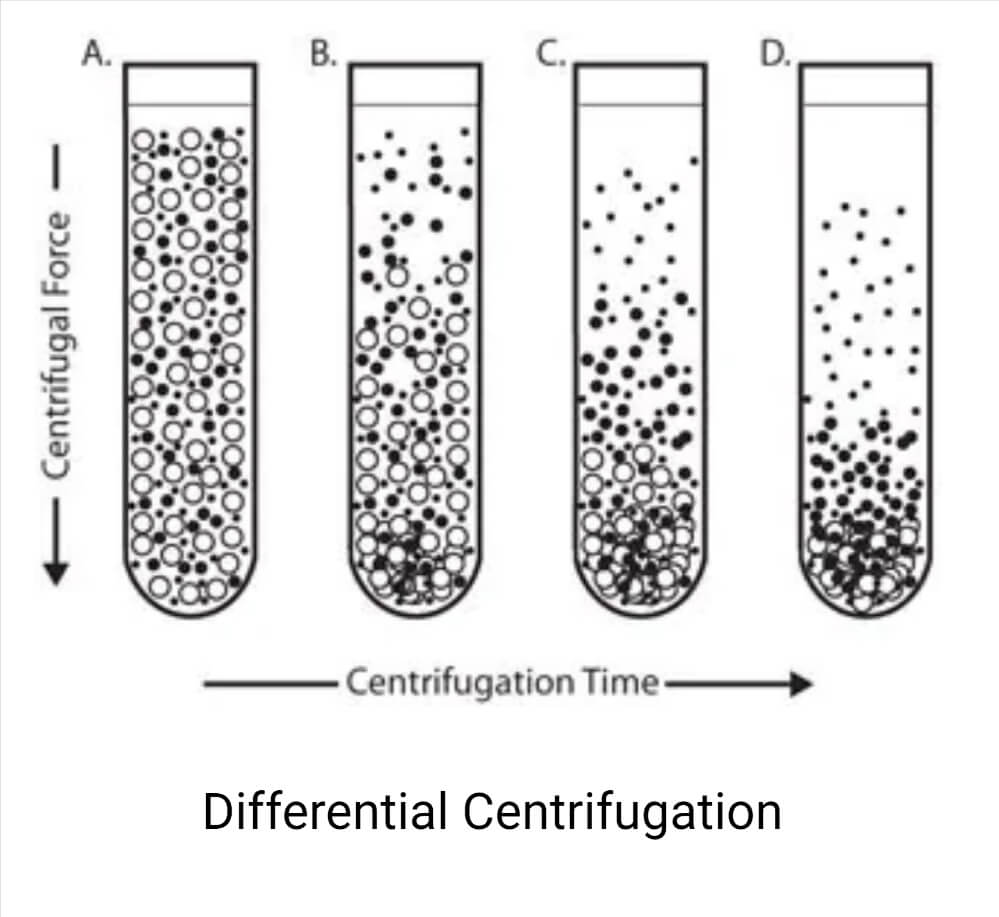 A.
B.
C.
D.
Centrifugal Force
Centrifugation Time
Differential Centrifugation